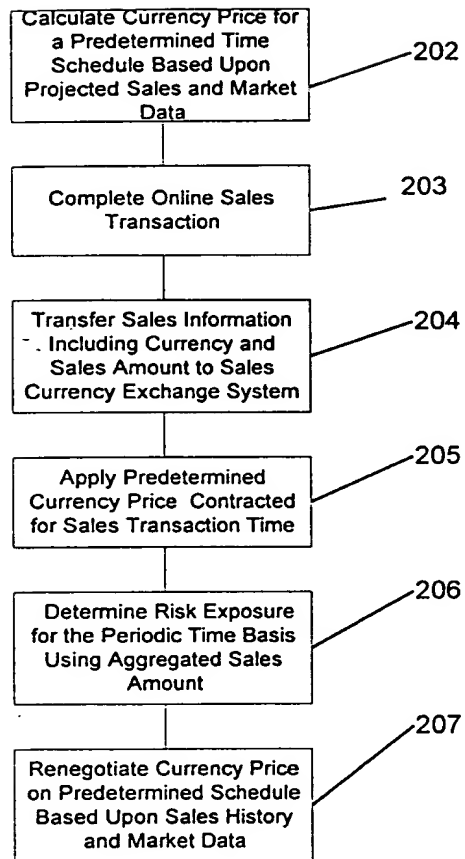 Calculate Currency Price for
a Predetermined Time
Schedule Based Upon
Projected Sales and Market
Data
202
Complete Online Sales
Transaction
203
Transfer Sales Information
Including Currency and
Sales Amount to Sales
Currency Exchange System
204
Apply Predetermined
Currency Price Contracted
for Sales Transaction Time
205
Determine Risk Exposure
for the Periodic Time Basis
Using Aggregated Sales
Amount
206
Renegotiate Currency Price
on Predetermined Schedule
Based Upon Sales History
and Market Data
207